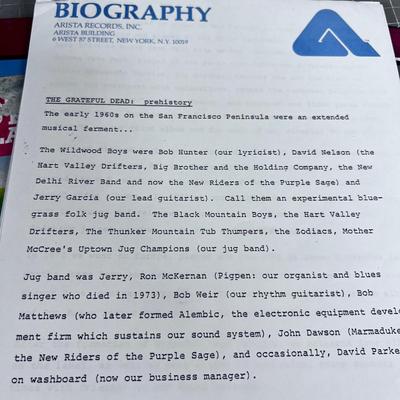 BIOGRAPHY
ARISTA RECORDS, INC.
ARISTA BUILDING
6 WEST 57 STREET, NEW YORK, N.Y. 10019
THE GRATEFUL DEAD: prehistory
The early 1960s on the San Francisco Peninsula were an extended
musical ferment...
The Wildwood Boys were Bob Hunter (our lyricist), David Nelson (the
Hart Valley Drifters, Big Brother and the Holding Company, the New
Delhi River Band and now the New Riders of the Purple Sage) and
Jerry Garcia (our lead guitarist). Call them an experimental blue-
grass folk jug band. The Black Mountain Boys, the Hart Valley
Drifters, The Thunker Mountain Tub Thumpers, the Zodiacs, Mother
McCree's Uptown Jug Champions (our jug band).
Jug band was Jerry, Ron McKernan (Pigpen: our organist and blues
singer who died in 1973), Bob Weir (our rhythm guitarist), Bob
Matthews (who later formed Alembic, the electronic equipment develo
ment firm which sustains our sound system), John Dawson (Marmaduke
the New Riders of the Purple Sage), and occasionally, David Parke
on washboard (now our business manager).